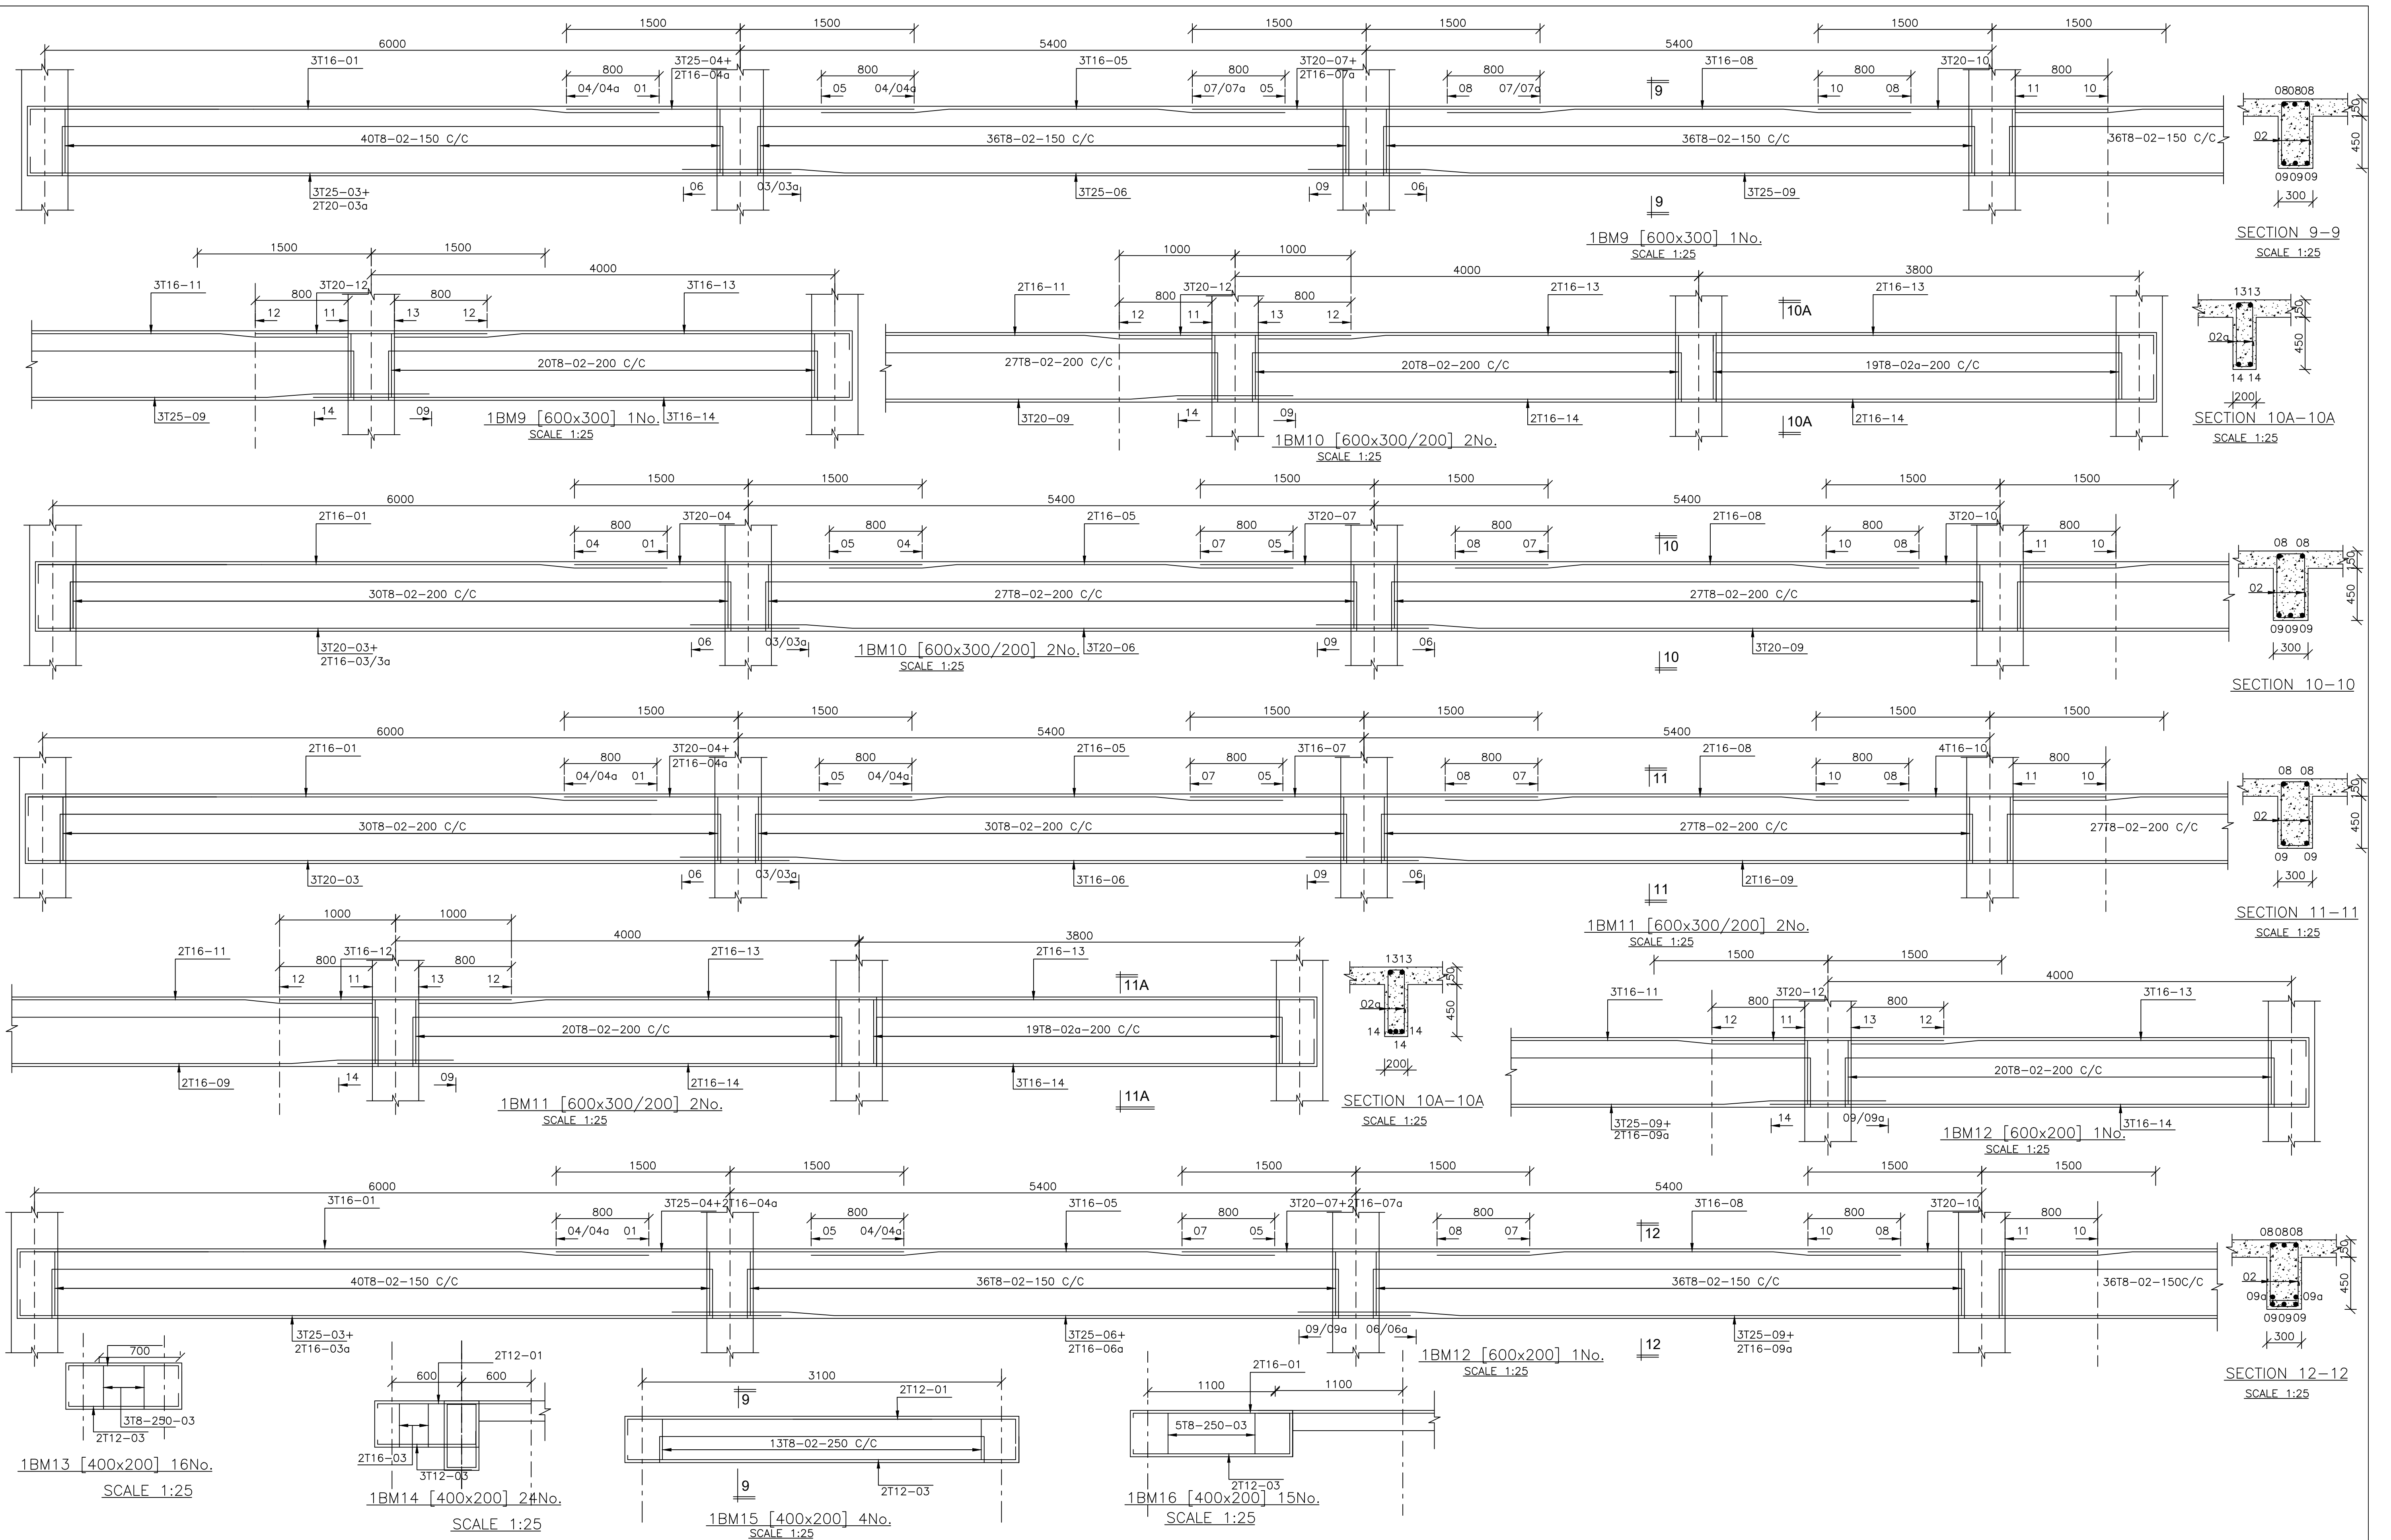 1500 1500 1500 1500 1500 1500
6000 5400 5400
3T16-01 800 3T25-04+ 800 3T16-05 800 3T20-07+ 800 3T16-08 800 3T20-10 800
2T16-04a 2T16-07a
04/04a 01 05 04/04a 07/07a 05 08 07/07a 9 10 08 11 10
40T8-02-150 C/C 36T8-02-150 C/C 36T8-02-150 C/C 36T8-02-150 C/C
3T25-03+ 06 03/03a 3T25-06 09 06 3T25-09
2T20-03a
9
1BM9 [600x300] 1No.
SCALE 1:25
080808
150
02
450
090909
300
SECTION 9-9
SCALE 1:25
1500 1500
4000
3T16-11 800 3T20-12 800 3T16-13
12 11 13 12
20T8-02-200 C/C
3T25-09 14 09 3T16-14
1BM9 [600x300] 1No.
SCALE 1:25
1000 1000
4000 3800
2T16-11 800 3T20-12 800 2T16-13 2T16-13
12 11 13 12 10A
27T8-02-200 C/C 20T8-02-200 C/C 19T8-02a-200 C/C
3T20-09 14 09 2T16-14 10A 2T16-14
1BM10 [600x300/200] 2No.
SCALE 1:25
1313
150
02a
450
14 14
200
SECTION 10A-10A
SCALE 1:25
1500 1500 1500 1500 1500 1500
6000 5400 5400
2T16-01 800 3T20-04 800 2T16-05 800 3T20-07 800 2T16-08 800 3T20-10 800
04 01 05 04 07 05 08 07 10 10 08 11 10
30T8-02-200 C/C 27T8-02-200 C/C 27T8-02-200 C/C
3T20-03+ 06 03/03a 3T20-06 09 06 3T20-09
2T16-03/3a
10
1BM10 [600x300/200] 2No.
SCALE 1:25
08 08
150
02
450
090909
300
SECTION 10-10
1500 1500 1500 1500 1500 1500
6000 5400 5400
2T16-01 800 3T20-04+ 800 2T16-05 800 3T16-07 800 2T16-08 800 4T16-10 800
2T16-04a
04/04a 01 05 04/04a 07 05 08 07 11 10 08 11 10
30T8-02-200 C/C 30T8-02-200 C/C 27T8-02-200 C/C 27T8-02-200 C/C
3T20-03 06 03/03a 3T16-06 09 06 2T16-09
11
1BM11 [600x300/200] 2No.
SCALE 1:25
08 08
150
02
450
09 09
300
SECTION 11-11
SCALE 1:25
1000 1000
4000 3800
2T16-11 800 3T16-12 800 2T16-13 2T16-13
12 11 13 12 11A
20T8-02-200 C/C 19T8-02a-200 C/C
2T16-09 14 09 2T16-14 3T16-14
11A
1BM11 [600x300/200] 2No.
SCALE 1:25
1313
150
02a
450
14 14
14
200
SECTION 10A-10A
SCALE 1:25
1500 1500
4000
3T16-11 800 3T20-12 800 3T16-13
12 11 13 12
20T8-02-200 C/C
3T25-09+ 14 09/09a 3T16-14
2T16-09a
1BM12 [600x200] 1No.
SCALE 1:25
1500 1500 1500 1500 1500 1500
6000 5400 5400
3T16-01 800 3T25-04+2T16-04a 800 3T16-05 800 3T20-07+2T16-07a 800 3T16-08 800 3T20-10 800
04/04a 01 05 04/04a 07 05 08 07 12 10 08 11 10
40T8-02-150 C/C 36T8-02-150 C/C 36T8-02-150 C/C 36T8-02-150C/C
3T25-03+ 3T25-06+ 09/09a 06/06a 3T25-09+
2T16-03a 2T16-06a 2T16-09a
12
1BM12 [600x200] 1No.
SCALE 1:25
080808
150
02
450
09a 09a
090909
300
SECTION 12-12
SCALE 1:25
700
3T8-250-03
2T12-03
1BM13 [400x200] 16No.
SCALE 1:25
2T12-01
600 600
2T16-03
3T12-03
1BM14 [400x200] 24No.
SCALE 1:25
3100
9 2T12-01
13T8-02-250 C/C
9 2T12-03
1BM15 [400x200] 4No.
SCALE 1:25
2T16-01
1100 1100
5T8-250-03
2T12-03
1BM16 [400x200] 15No.
SCALE 1:25